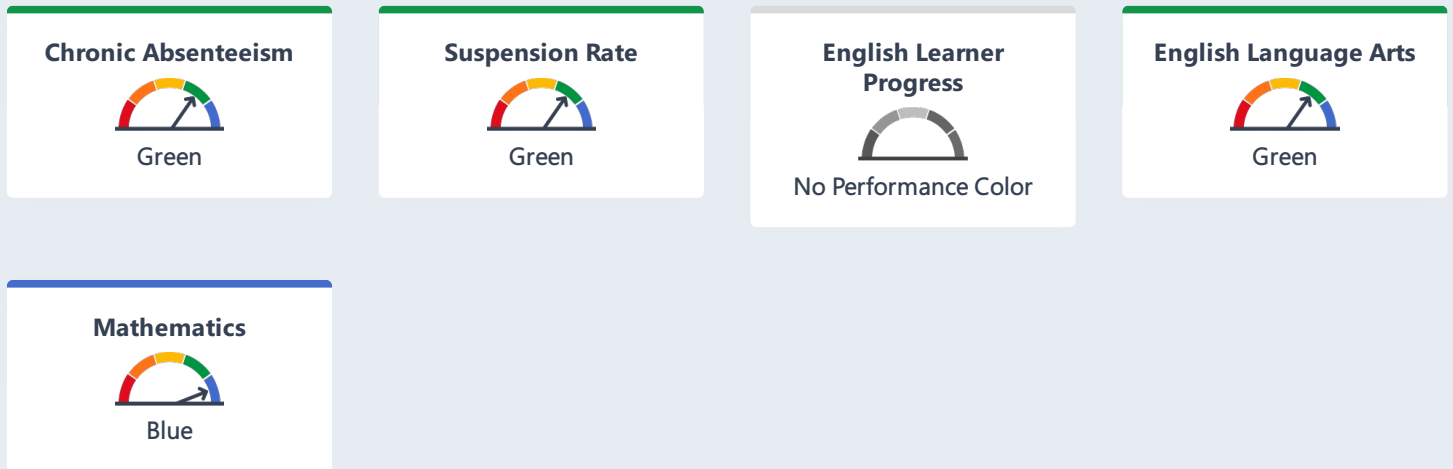 Chronic Absenteeism
Green
Suspension Rate
Green
English Learner
Progress
No Performance Color
English Language Arts
Green
Mathematics
Blue